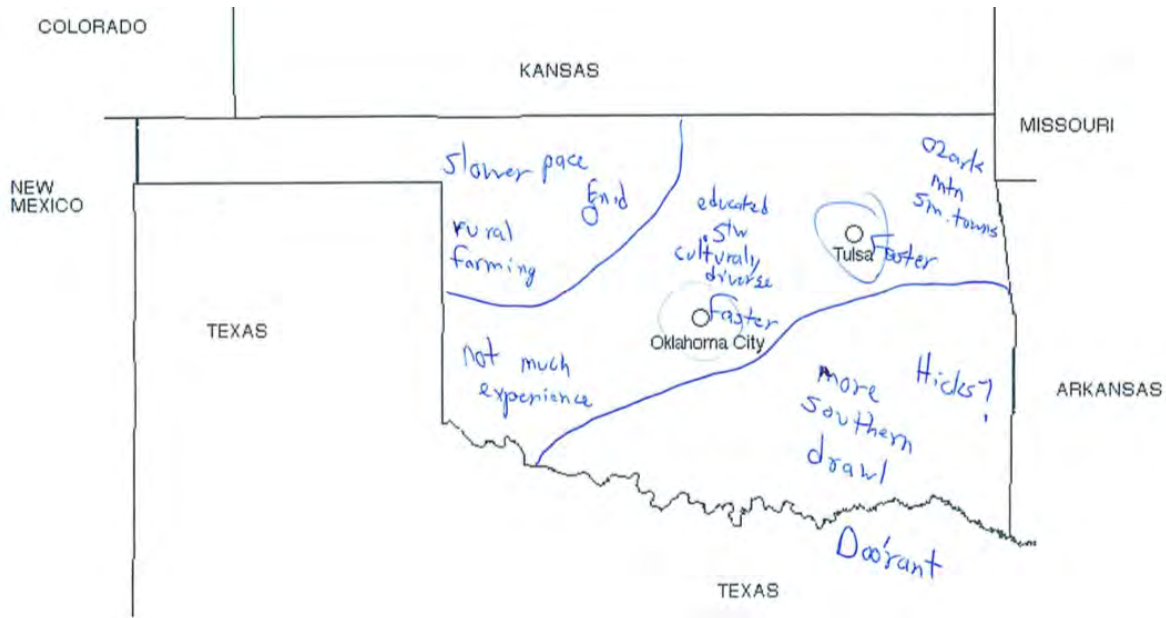 COLORADO
KANSAS
MISSOURI
NEW
MEXICO
slower pace
Enid
rural
farming
educated
culturaly
diverse
Ozark
mtn
sm. towns
Tulsa
Faster
Faster
Oklahoma City
TEXAS
not much
experience
more
southern
drawl
Hicks?
ARKANSAS
Doo'rant
TEXAS